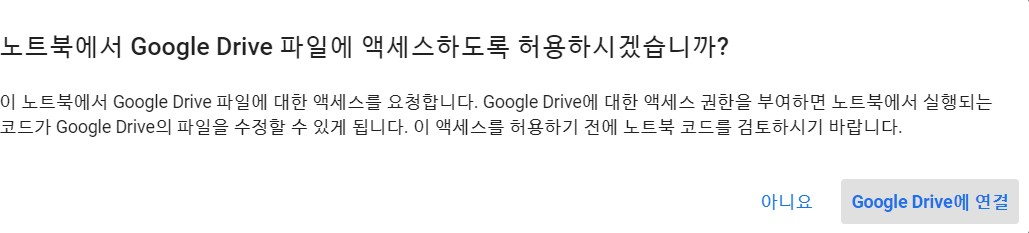 노트북에서 Google Drive 파일에 액세스하도록 허용하시겠습니까?
이 노트북에서 Google Drive 파일에 대한 액세스를 요청합니다. Google Drive에 대한 액세스 권한을 부여하면 노트북에서 실행되는
코드가 Google Drive의 파일을 수정할 수 있게 됩니다. 이 액세스를 허용하기 전에 노트북 코드를 검토하시기 바랍니다.
아니요
Google Drive에 연결